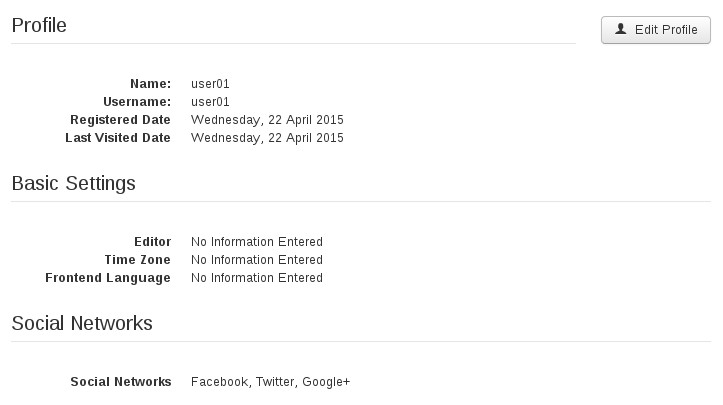 Profile
Edit Profile
Name: user01
Username: user01
Registered Date Wednesday, 22 April 2015
Last Visited Date Wednesday, 22 April 2015
Basic Settings
Editor No Information Entered
Time Zone No Information Entered
Frontend Language No Information Entered
Social Networks
Social Networks Facebook, Twitter, Google+